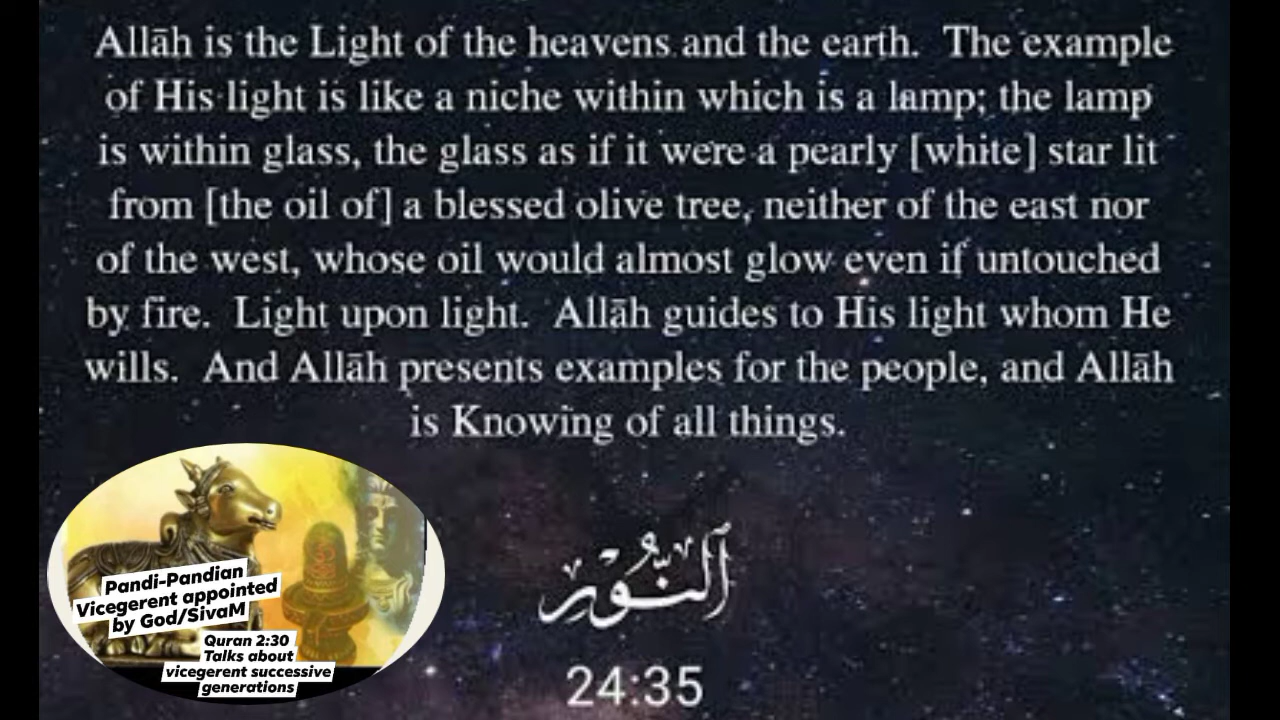 Allāh is the Light of the heavens and the earth. The example
of His light is like a niche within which is a lamp; the lamp
is within glass, the glass as if it were a pearly [white] star lit
from [the oil of] a blessed olive tree, neither of the east nor
of the west, whose oil would almost glow even if untouched
by fire. Light upon light. Allāh guides to His light whom He
wills. And Allāh presents examples for the people, and Allāh
is Knowing of all things.
ٱلنُّور
24:35
Pandi-Pandian
Vicegerent appointed
by God/SivaM
Quran 2:30
Talks about
vicegerent successive
generations